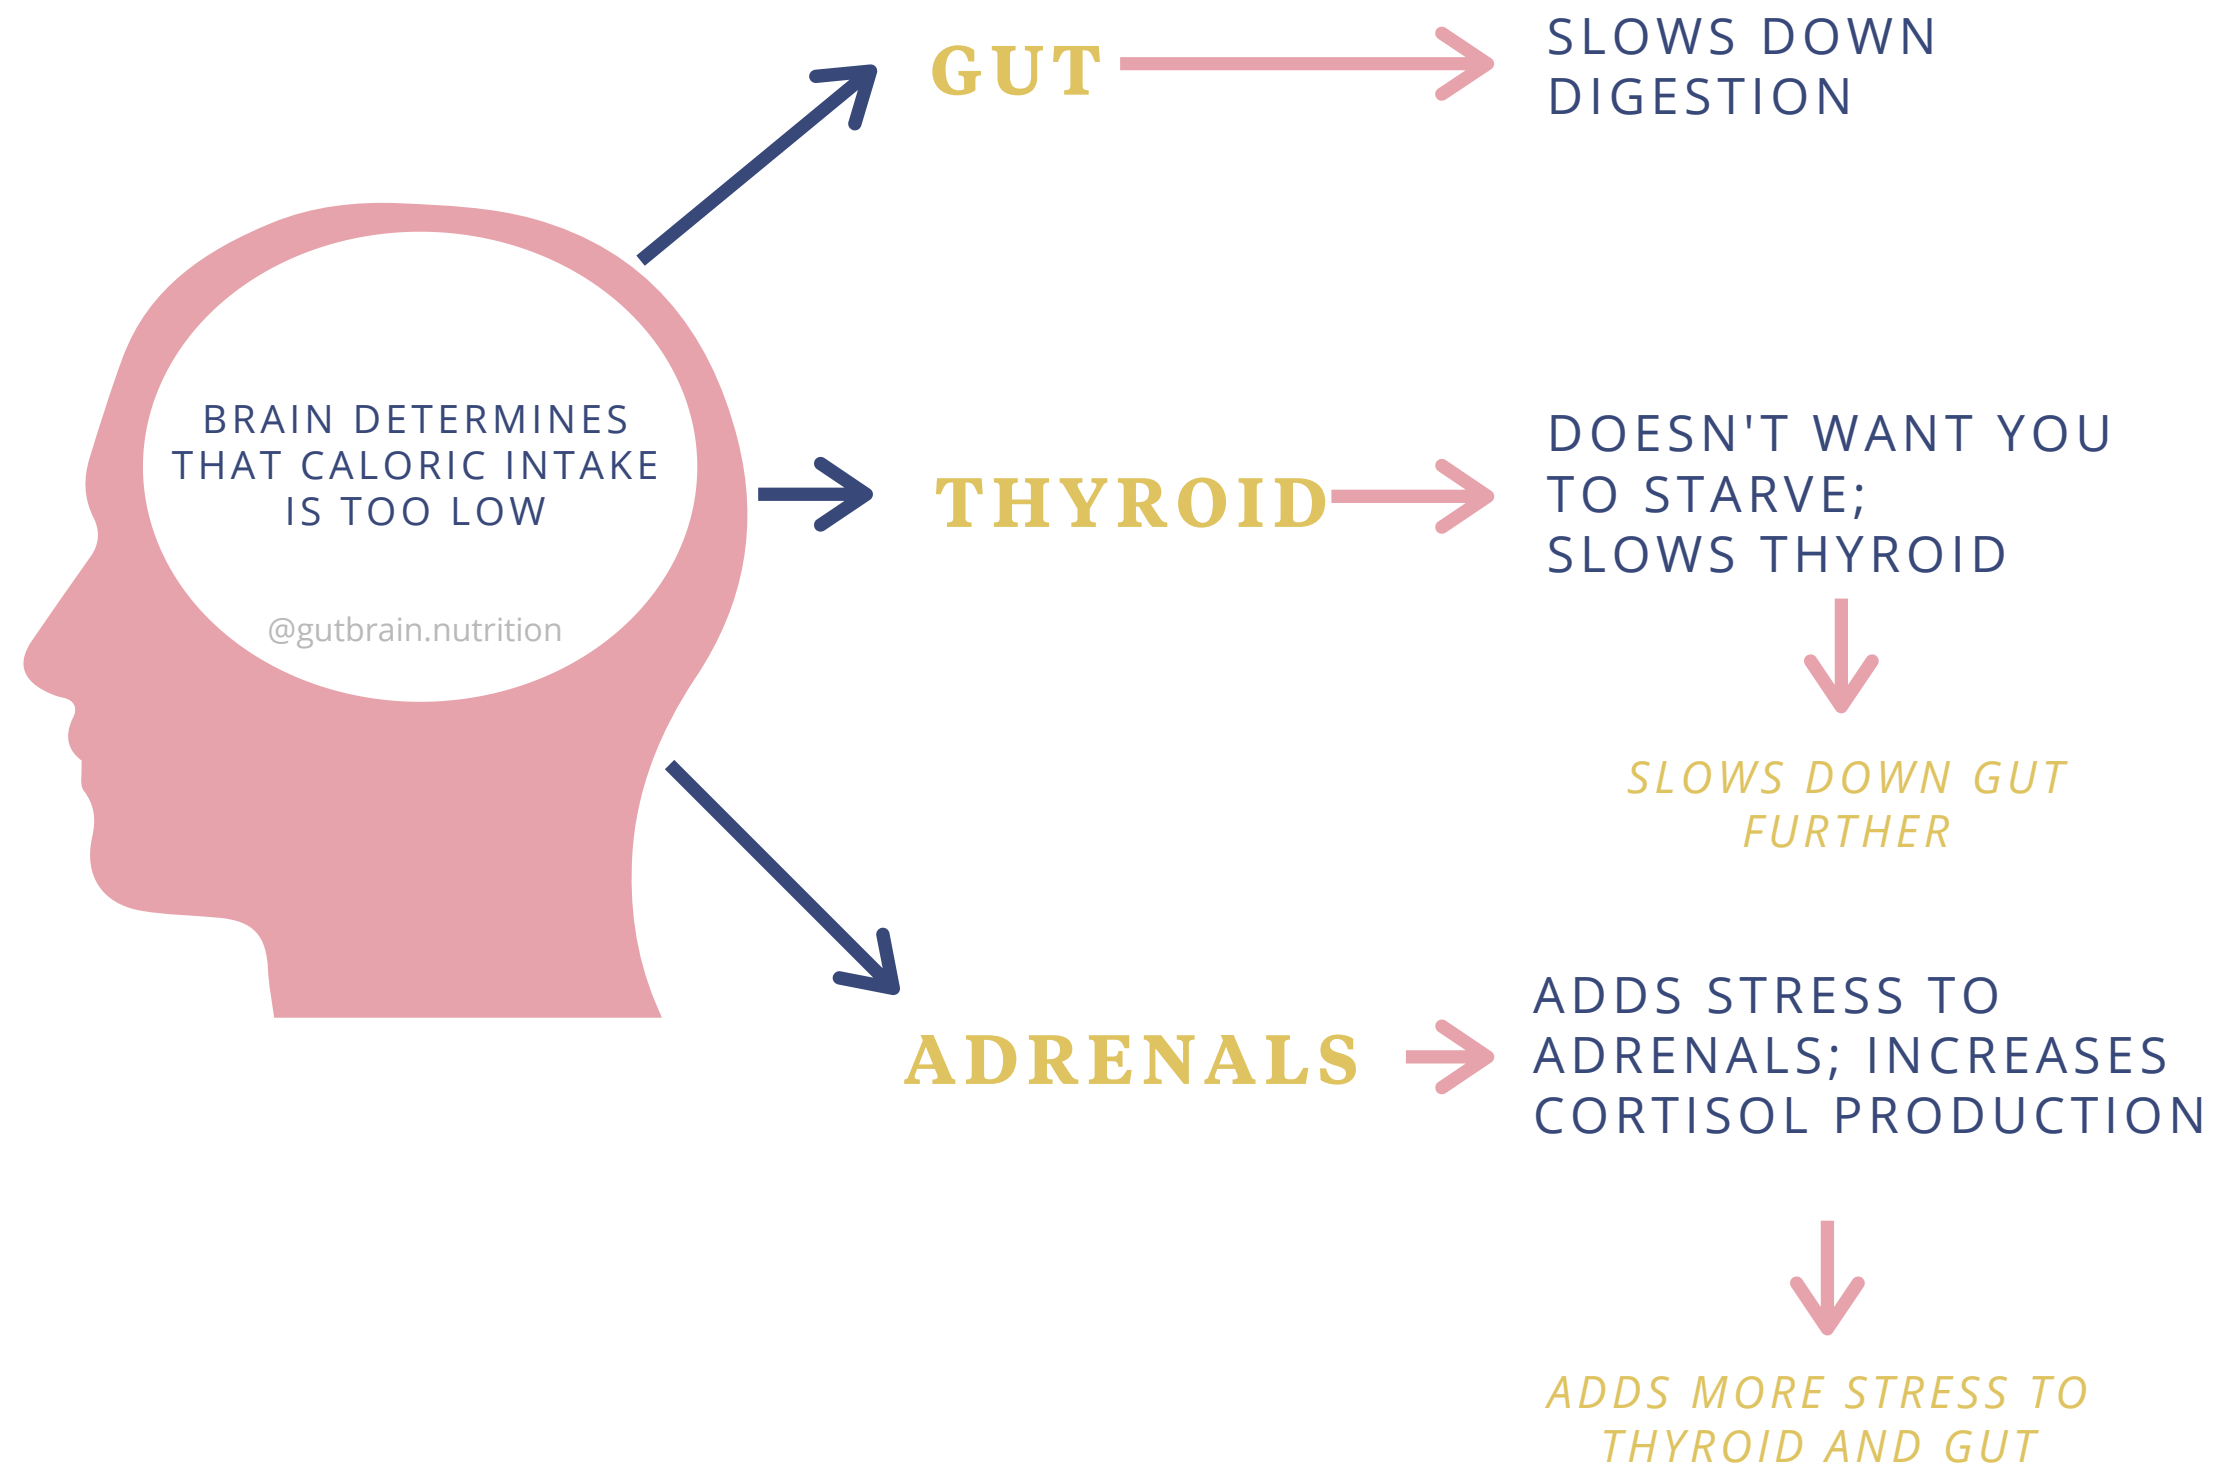 GUT
SLOWS DOWN
DIGESTION
BRAIN DETERMINES
THAT CALORIC INTAKE
IS TOO LOW
@gutbrain.nutrition
THYROID
DOESN'T WANT YOU
TO STARVE;
SLOWS THYROID
SLOWS DOWN GUT
FURTHER
ADRENALS
ADDS STRESS TO
ADRENALS; INCREASES
CORTISOL PRODUCTION
ADDS MORE STRESS TO
THYROID AND GUT